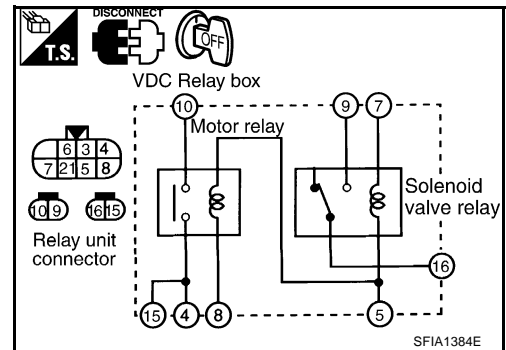 DISCONNECT
T.S.
OFF
VDC Relay box
10
9
7
Motor relay
6 3 4
7 2 1 5 8
Solenoid
valve relay
10 9
16 15
Relay unit
connector
16
15
4
8
5
SFIA1384E